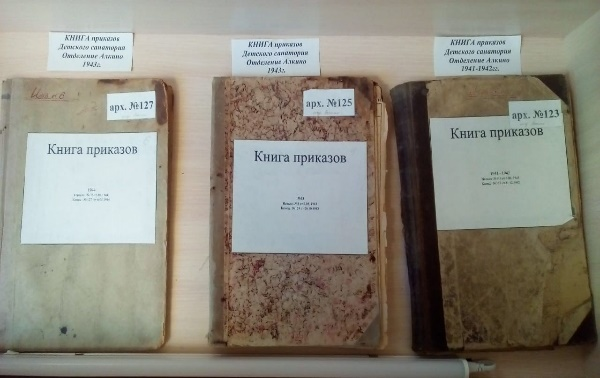 КНИГА приказов
Детского санатория
Отделение Алкино
1943г.
арх. №127
Книга приказов
КНИГА приказов
Детского санатория
Отделение Алкино
1943г.
арх. №125
Книга приказов
КНИГА приказов
Детского санатория
Отделение Алкино
1941-1942гг.
арх. №123
Книга приказов